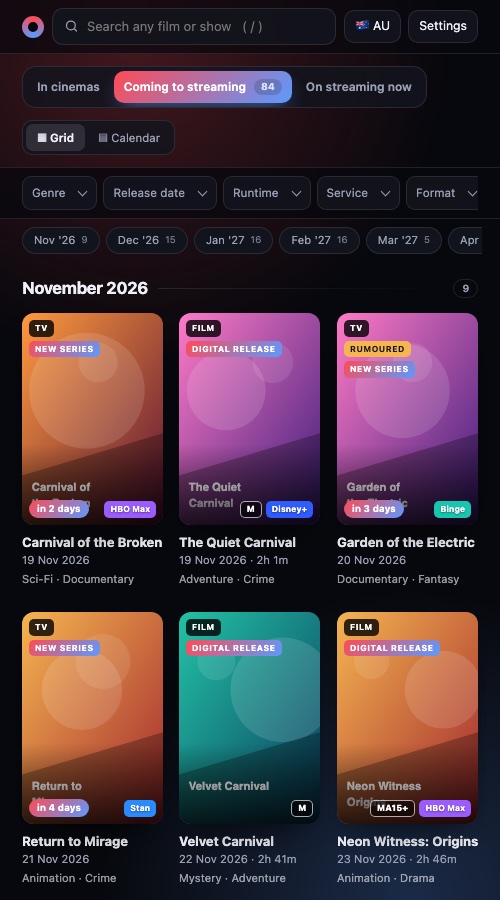 Search any film or show ( / )
🇦🇺 AU
Settings
In cinemas
Coming to streaming 84
On streaming now
Grid
Calendar
Genre
Release date
Runtime
Service
Format
Nov '26 9
Dec '26 15
Jan '27 16
Feb '27 16
Mar '27 5
Apr
November 2026
9
TV
NEW SERIES
Carnival of
in 2 days
HBO Max
Carnival of the Broken
19 Nov 2026
Sci-Fi · Documentary
FILM
DIGITAL RELEASE
The Quiet
Carnival
M
Disney+
The Quiet Carnival
19 Nov 2026 · 2h 1m
Adventure · Crime
TV
RUMOURED
NEW SERIES
Garden of
in 3 days
Binge
Garden of the Electric
20 Nov 2026
Documentary · Fantasy
TV
NEW SERIES
Return to
in 4 days
Stan
Return to Mirage
21 Nov 2026
Animation · Crime
FILM
DIGITAL RELEASE
Velvet Carnival
M
Velvet Carnival
22 Nov 2026 · 2h 41m
Mystery · Adventure
FILM
DIGITAL RELEASE
Neon Witness
MA15+
HBO Max
Neon Witness: Origins
23 Nov 2026 · 2h 46m
Animation · Drama